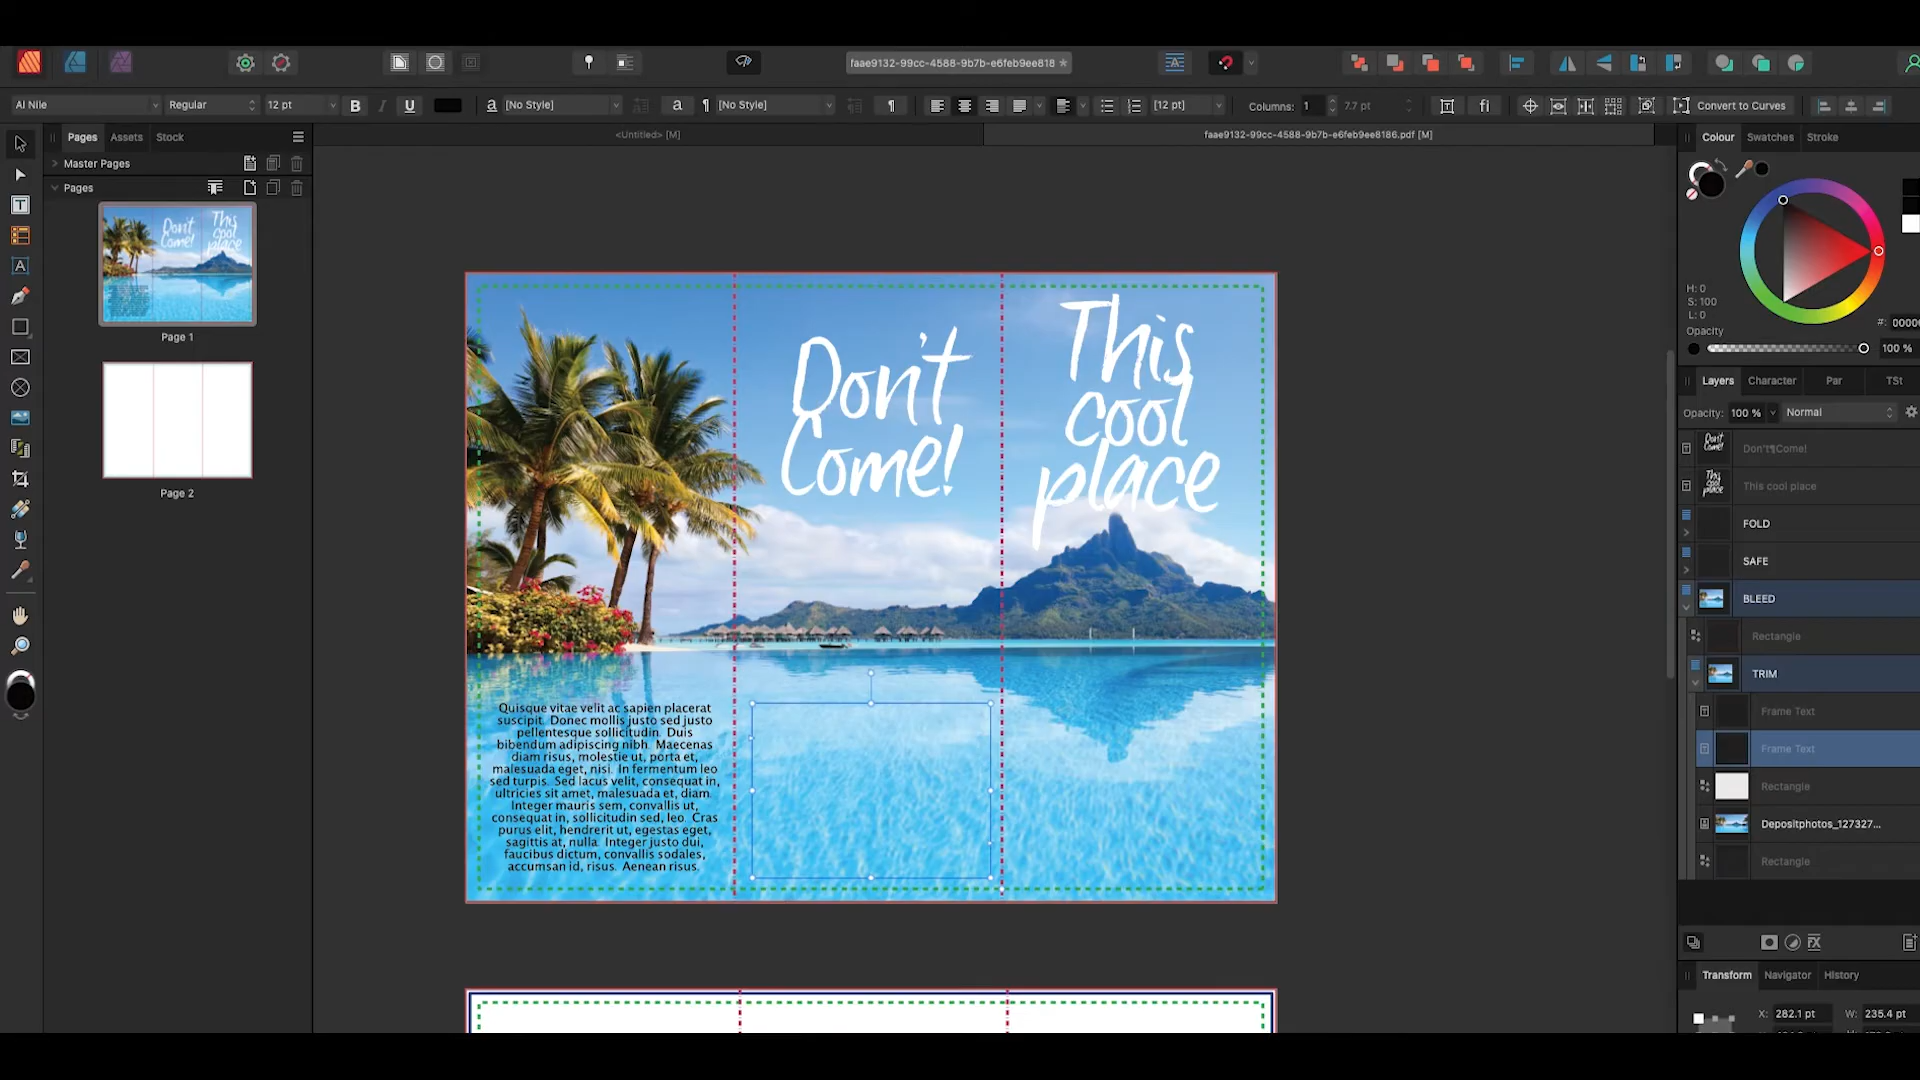 faae9132-99cc-4588-9b7b-e6feb9ee818 *
Al Nile
Regular
12 pt
B
I
U
a
[No Style]
a
¶
[No Style]
¶
[12 pt]
Columns: 1
7.7 pt
fi
Convert to Curves
Pages
Assets
Stock
<Untitled> [M]
faae9132-99cc-4588-9b7b-e6feb9ee8186.pdf [M]
Colour
Swatches
Stroke
Master Pages
Pages
Don't
Come!
This
cool
place
Page 1
Page 2
Don't
Come!
This
cool
place
Quisque vitae velit ac sapien placerat
suscipit. Donec mollis justo sed justo
pellentesque sollicitudin. Duis
bibendum adipiscing nibh. Maecenas
diam risus, molestie ut, porta et,
malesuada eget, nisi. In fermentum leo
sed turpis. Sed lacus velit, consequat in,
ultricies sit amet, malesuada et, diam.
Integer mauris sem, convallis ut,
consequat in, sollicitudin sed, leo. Cras
purus elit, hendrerit ut, egestas eget,
sagittis at, nulla. Integer justo dui,
faucibus dictum, convallis sodales,
accumsan id, risus. Aenean risus.
H: 0
S: 100
L: 0
#: 0000
Opacity
100 %
Layers
Character
Par
TSt
Opacity: 100 %
Normal
Don't¶Come!
This cool place
FOLD
SAFE
BLEED
Rectangle
TRIM
Frame Text
Frame Text
Rectangle
Depositphotos_127327...
Rectangle
Transform
Navigator
History
X: 282.1 pt
W: 235.4 pt